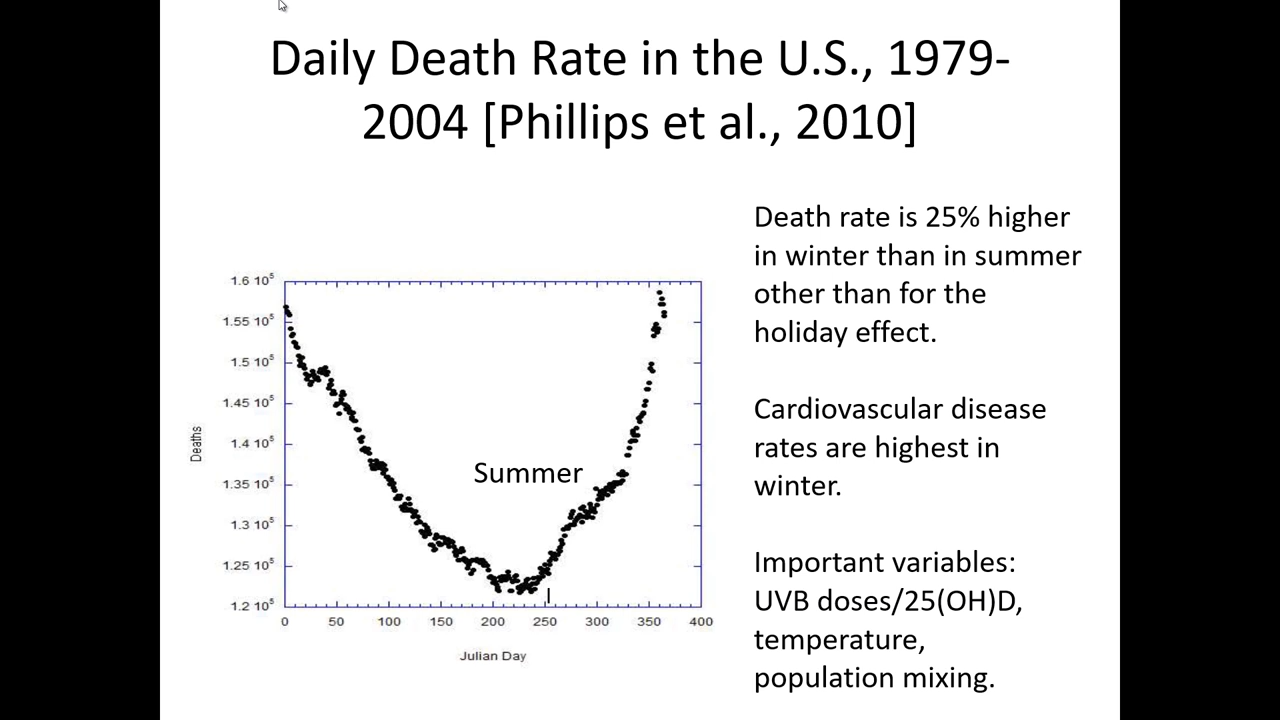 Daily Death Rate in the U.S., 1979-
2004 [Phillips et al., 2010]
Death rate is 25% higher
in winter than in summer
other than for the
holiday effect.
Cardiovascular disease
rates are highest in
winter.
Important variables:
UVB doses/25(OH)D,
temperature,
population mixing.
1.6 10⁵
1.55 10⁵
1.5 10⁵
1.45 10⁵
1.4 10⁵
1.35 10⁵
1.3 10⁵
1.25 10⁵
1.2 10⁵
Deaths
Summer
0 50 100 150 200 250 300 350 400
Julian Day